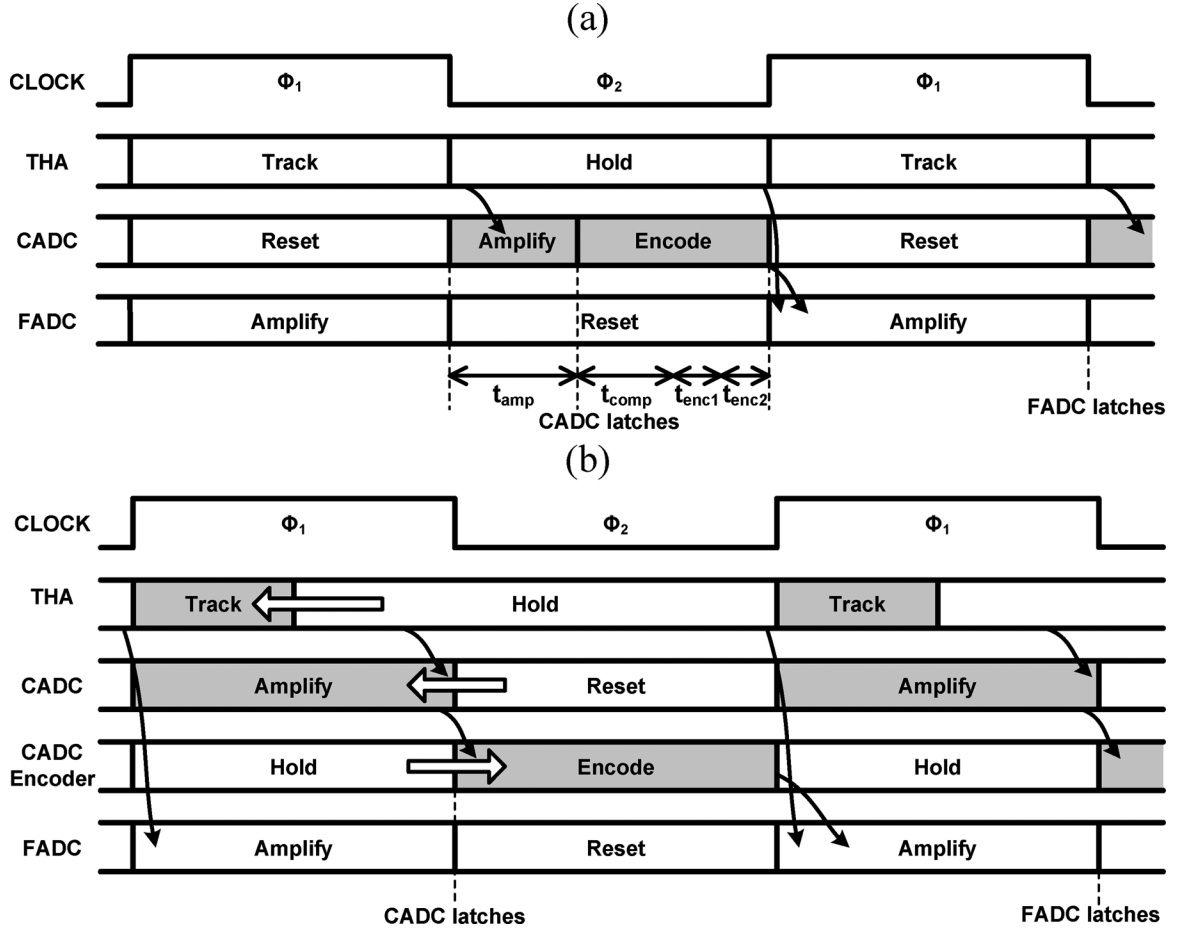 (a)
CLOCK Φ1 Φ2 Φ1
THA Track Hold Track
CADC Reset Amplify Encode Reset
FADC Amplify Reset Amplify
tamp tcomp tenc1 tenc2
CADC latches FADC latches
(b)
CLOCK Φ1 Φ2 Φ1
THA Track Hold Track
CADC Amplify Reset Amplify
CADC Encoder Hold Encode Hold
FADC Amplify Reset Amplify
CADC latches FADC latches